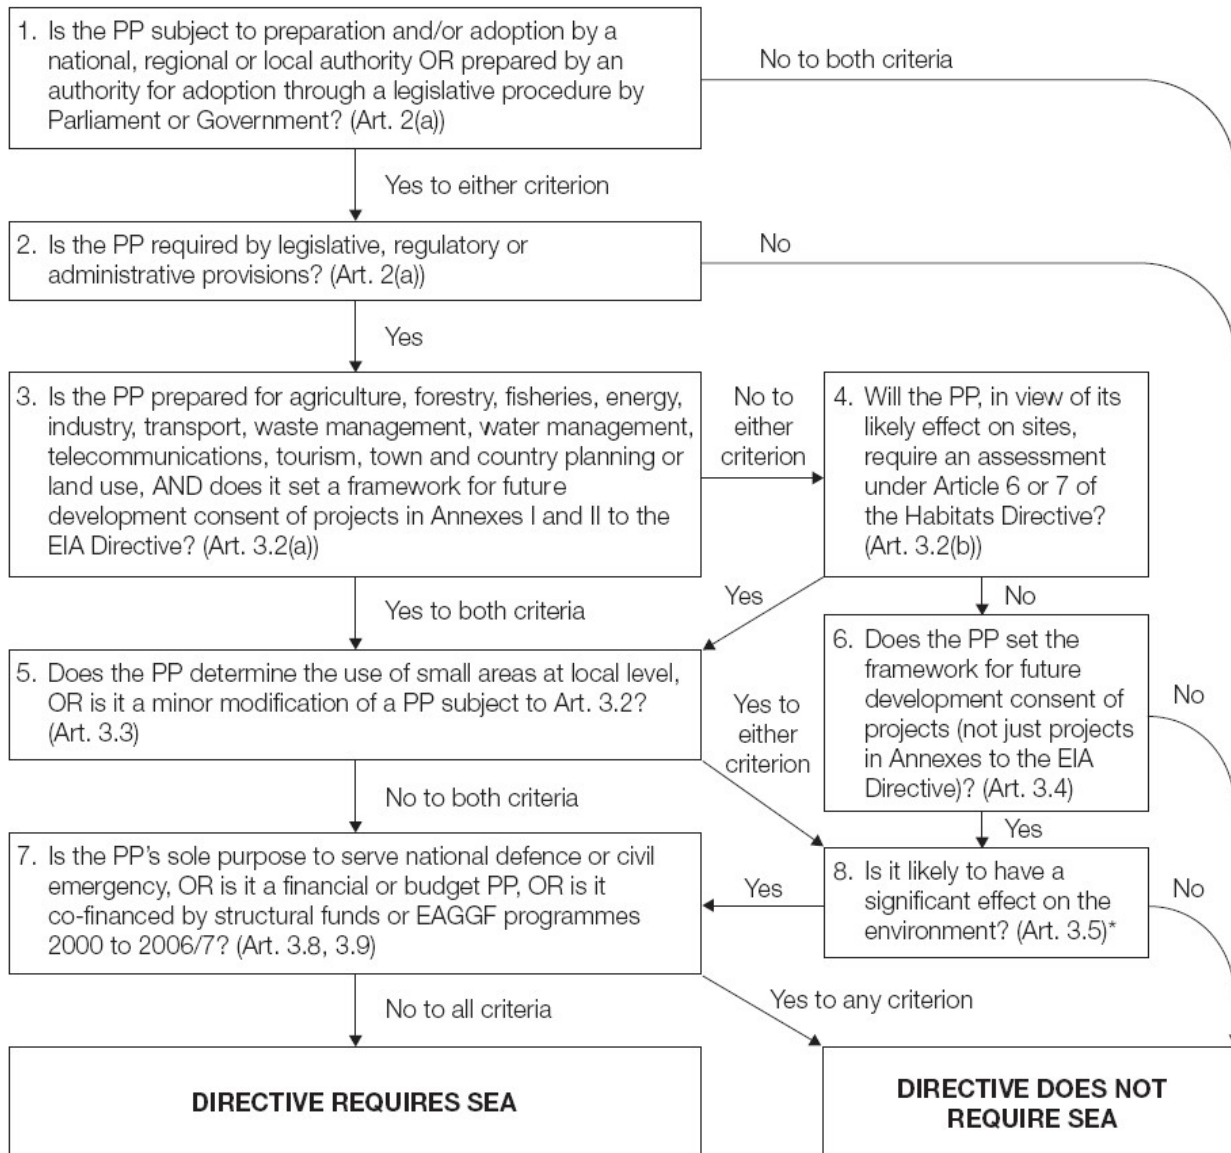 1. Is the PP subject to preparation and/or adoption by a
national, regional or local authority OR prepared by an
authority for adoption through a legislative procedure by
Parliament or Government? (Art. 2(a))
No to both criteria
Yes to either criterion
2. Is the PP required by legislative, regulatory or
administrative provisions? (Art. 2(a))
No
Yes
3. Is the PP prepared for agriculture, forestry, fisheries, energy,
industry, transport, waste management, water management,
telecommunications, tourism, town and country planning or
land use, AND does it set a framework for future
development consent of projects in Annexes I and II to the
EIA Directive? (Art. 3.2(a))
No to
either
criterion
4. Will the PP, in view of its
likely effect on sites,
require an assessment
under Article 6 or 7 of
the Habitats Directive?
(Art. 3.2(b))
Yes to both criteria
Yes
No
5. Does the PP determine the use of small areas at local level,
OR is it a minor modification of a PP subject to Art. 3.2?
(Art. 3.3)
Yes to
either
criterion
6. Does the PP set the
framework for future
development consent of
projects (not just projects
in Annexes to the EIA
Directive)? (Art. 3.4)
No
No to both criteria
Yes
7. Is the PP's sole purpose to serve national defence or civil
emergency, OR is it a financial or budget PP, OR is it
co-financed by structural funds or EAGGF programmes
2000 to 2006/7? (Art. 3.8, 3.9)
Yes
8. Is it likely to have a
significant effect on the
environment? (Art. 3.5)*
No
No to all criteria
Yes to any criterion
DIRECTIVE REQUIRES SEA
DIRECTIVE DOES NOT
REQUIRE SEA